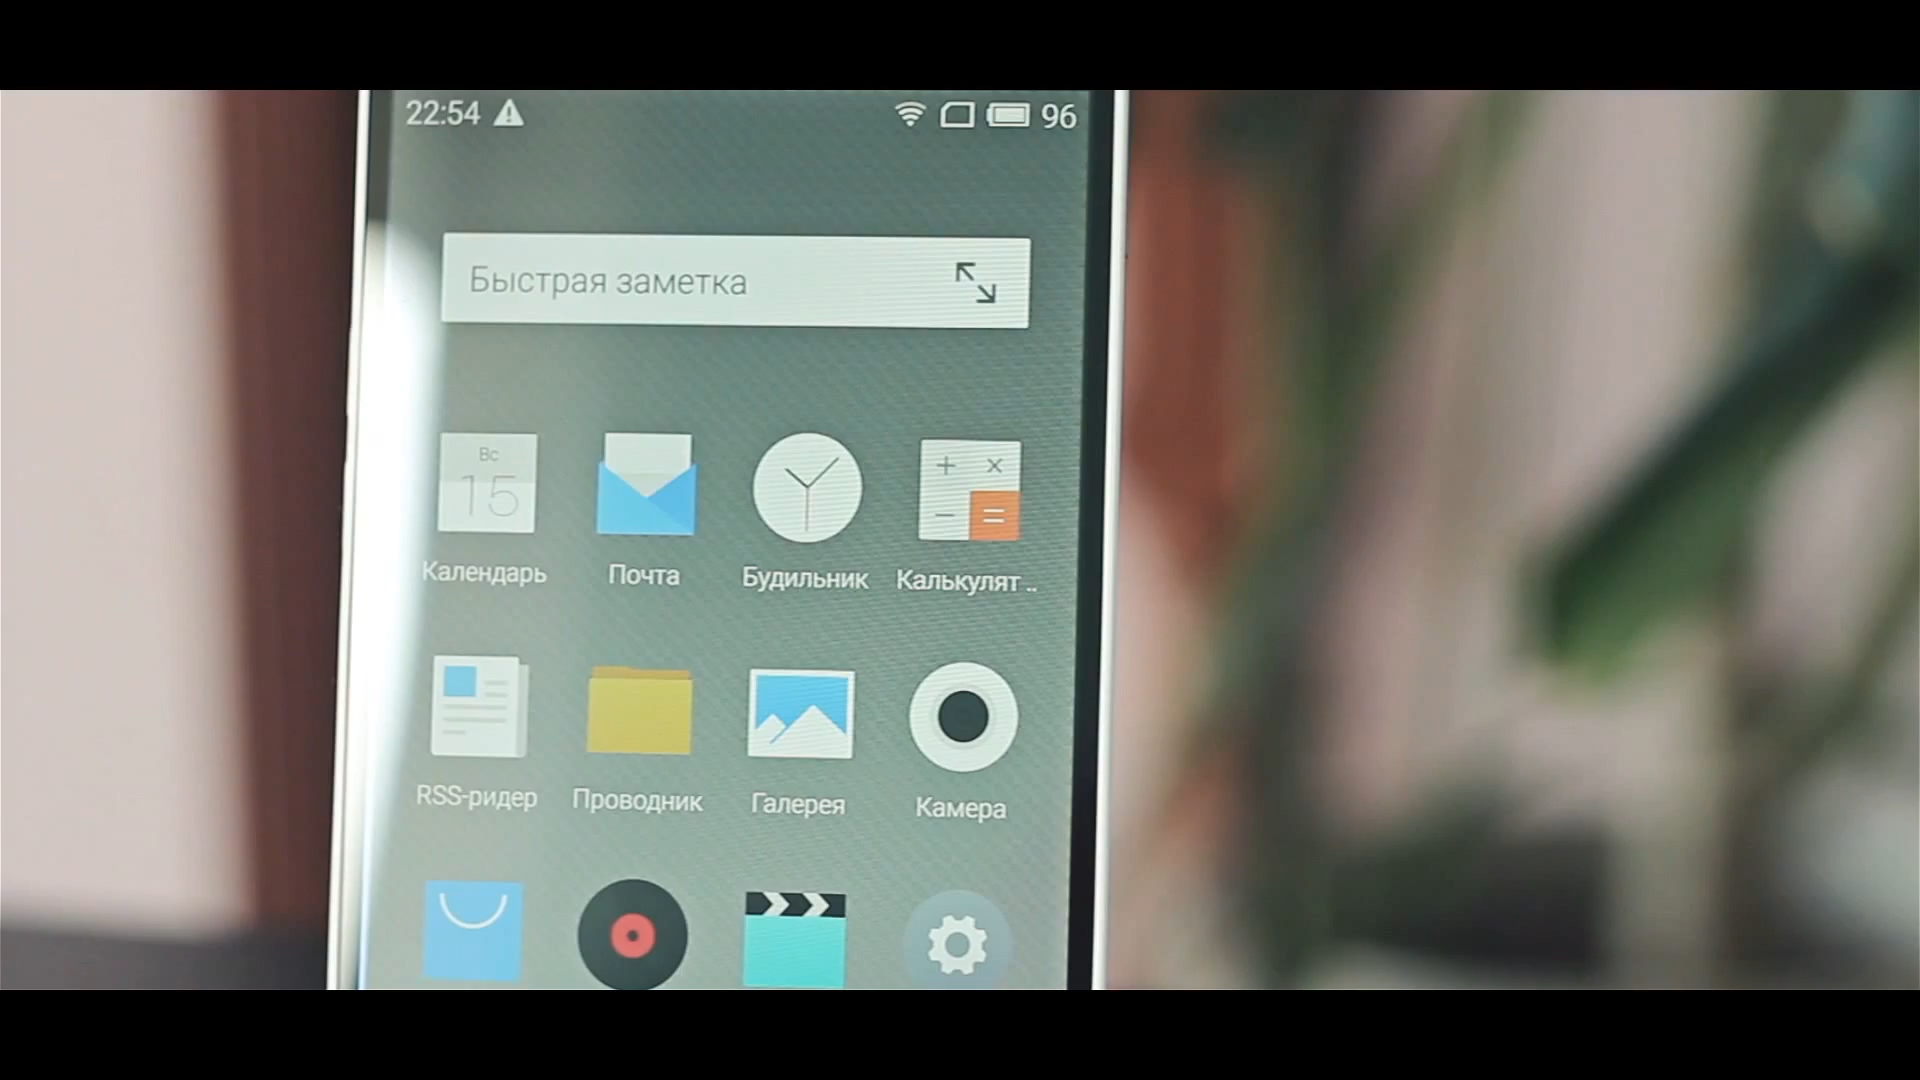 22:54 96
Быстрая заметка
Вс
15
Календарь Почта Будильник Калькулят ..
RSS-ридер Проводник Галерея Камера